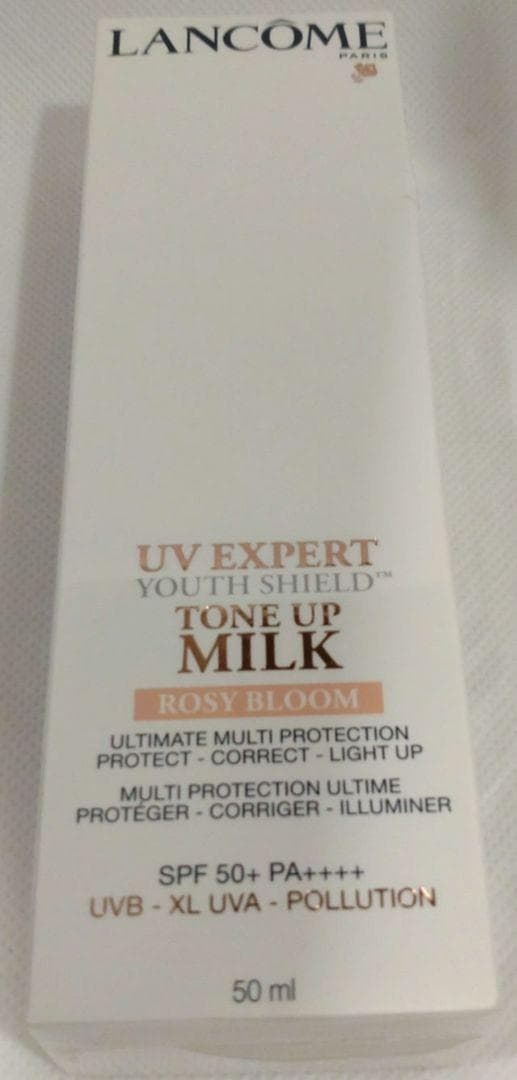 LANCÔME
PARIS
UV EXPERT
YOUTH SHIELD™
TONE UP
MILK
ROSY BLOOM
ULTIMATE MULTI PROTECTION
PROTECT - CORRECT - LIGHT UP
MULTI PROTECTION ULTIME
PROTÉGER - CORRIGER - ILLUMINER
SPF 50+ PA++++
UVB - XL UVA - POLLUTION
50 ml